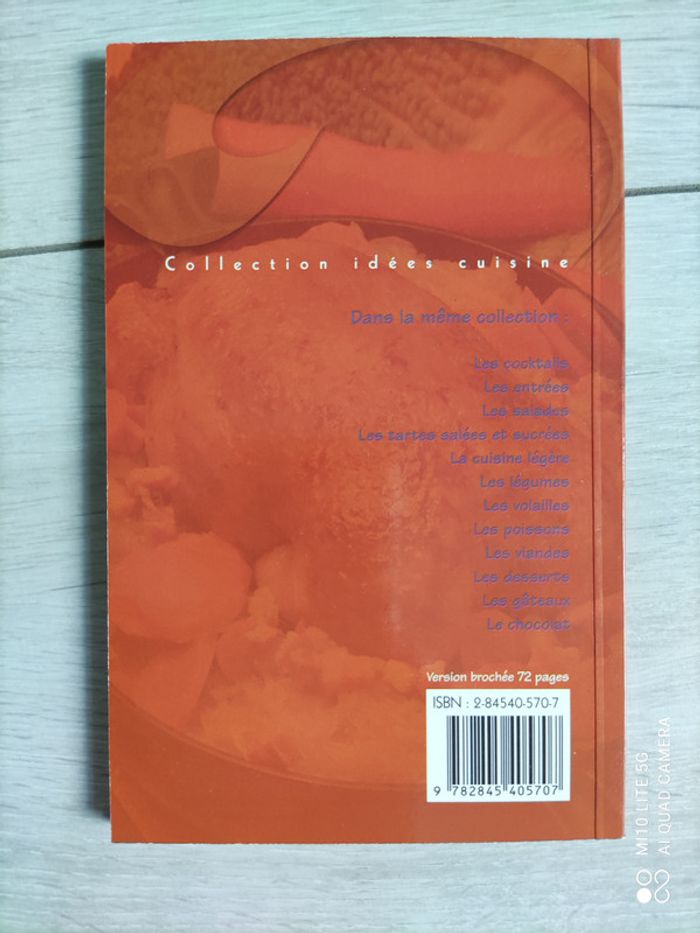 Collection idées cuisine
Dans la même collection :
Les cocktails
Les entrées
Les salades
Les tartes salées et sucrées
La cuisine légère
Les légumes
Les volailles
Les poissons
Les viandes
Les desserts
Les gâteaux
Le chocolat
Version brochée 72 pages
ISBN : 2-84540-570-7
9 782845 405707
MI10 LITE 5G
AI QUAD CAMERA